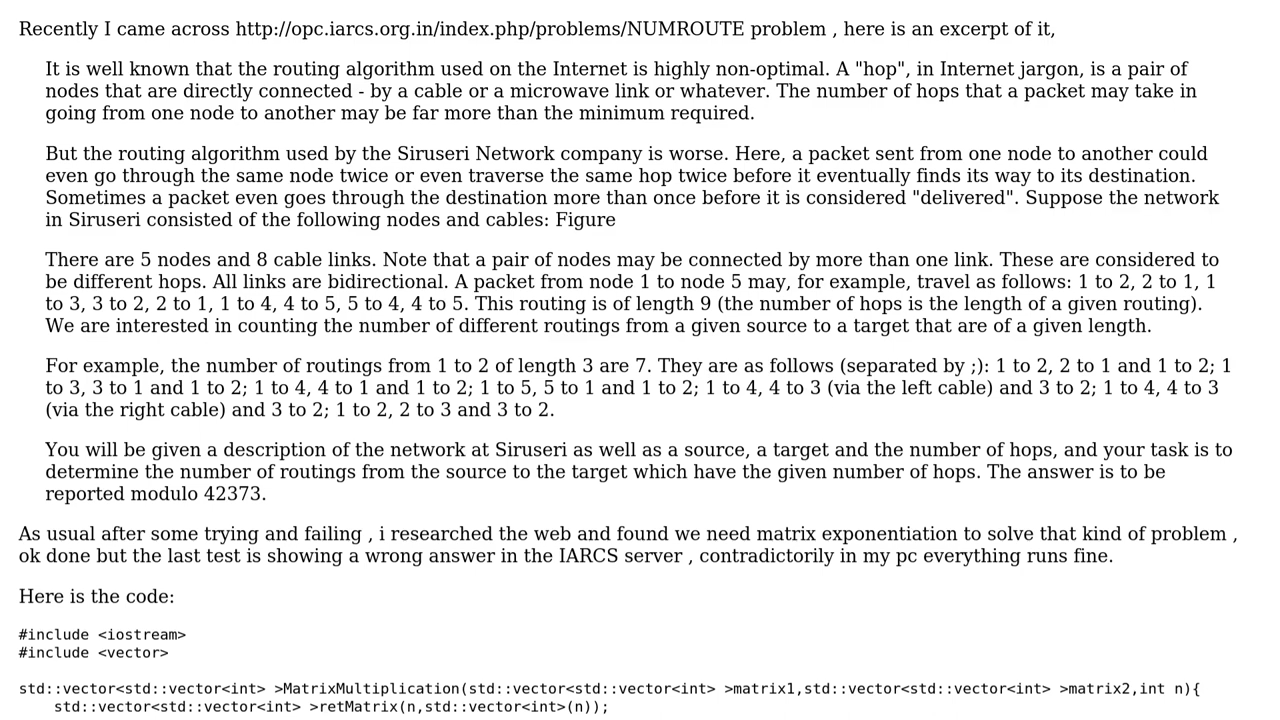 Recently I came across http://opc.iarcs.org.in/index.php/problems/NUMROUTE problem , here is an excerpt of it,
It is well known that the routing algorithm used on the Internet is highly non-optimal. A "hop", in Internet jargon, is a pair of
nodes that are directly connected - by a cable or a microwave link or whatever. The number of hops that a packet may take in
going from one node to another may be far more than the minimum required.
But the routing algorithm used by the Siruseri Network company is worse. Here, a packet sent from one node to another could
even go through the same node twice or even traverse the same hop twice before it eventually finds its way to its destination.
Sometimes a packet even goes through the destination more than once before it is considered "delivered". Suppose the network
in Siruseri consisted of the following nodes and cables: Figure
There are 5 nodes and 8 cable links. Note that a pair of nodes may be connected by more than one link. These are considered to
be different hops. All links are bidirectional. A packet from node 1 to node 5 may, for example, travel as follows: 1 to 2, 2 to 1, 1
to 3, 3 to 2, 2 to 1, 1 to 4, 4 to 5, 5 to 4, 4 to 5. This routing is of length 9 (the number of hops is the length of a given routing).
We are interested in counting the number of different routings from a given source to a target that are of a given length.
For example, the number of routings from 1 to 2 of length 3 are 7. They are as follows (separated by ;): 1 to 2, 2 to 1 and 1 to 2; 1
to 3, 3 to 1 and 1 to 2; 1 to 4, 4 to 1 and 1 to 2; 1 to 5, 5 to 1 and 1 to 2; 1 to 4, 4 to 3 (via the left cable) and 3 to 2; 1 to 4, 4 to 3
(via the right cable) and 3 to 2; 1 to 2, 2 to 3 and 3 to 2.
You will be given a description of the network at Siruseri as well as a source, a target and the number of hops, and your task is to
determine the number of routings from the source to the target which have the given number of hops. The answer is to be
reported modulo 42373.
As usual after some trying and failing , i researched the web and found we need matrix exponentiation to solve that kind of problem ,
ok done but the last test is showing a wrong answer in the IARCS server , contradictorily in my pc everything runs fine.
Here is the code:
#include <iostream>
#include <vector>
std::vector<std::vector<int> >MatrixMultiplication(std::vector<std::vector<int> >matrix1,std::vector<std::vector<int> >matrix2,int n){
    std::vector<std::vector<int> >retMatrix(n,std::vector<int>(n));